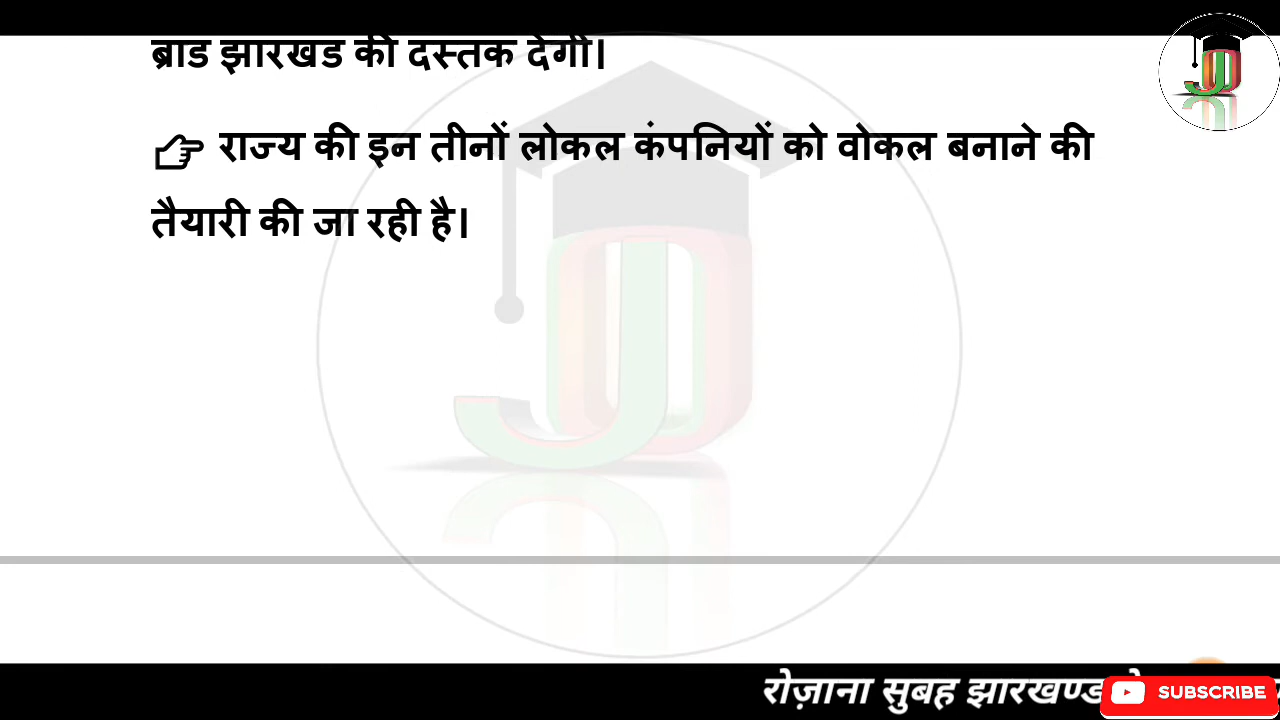 ब्रांड झारखंड की दस्तक देगी।
👉 राज्य की इन तीनों लोकल कंपनियों को वोकल बनाने की
तैयारी की जा रही है।
रोज़ाना सुबह झारखण्ड
SUBSCRIBE